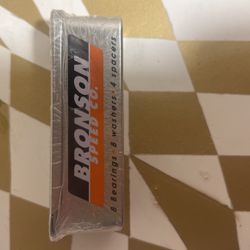 BRONSON
SPEED CO.
8 Bearings • 8 washers • 4 spacers